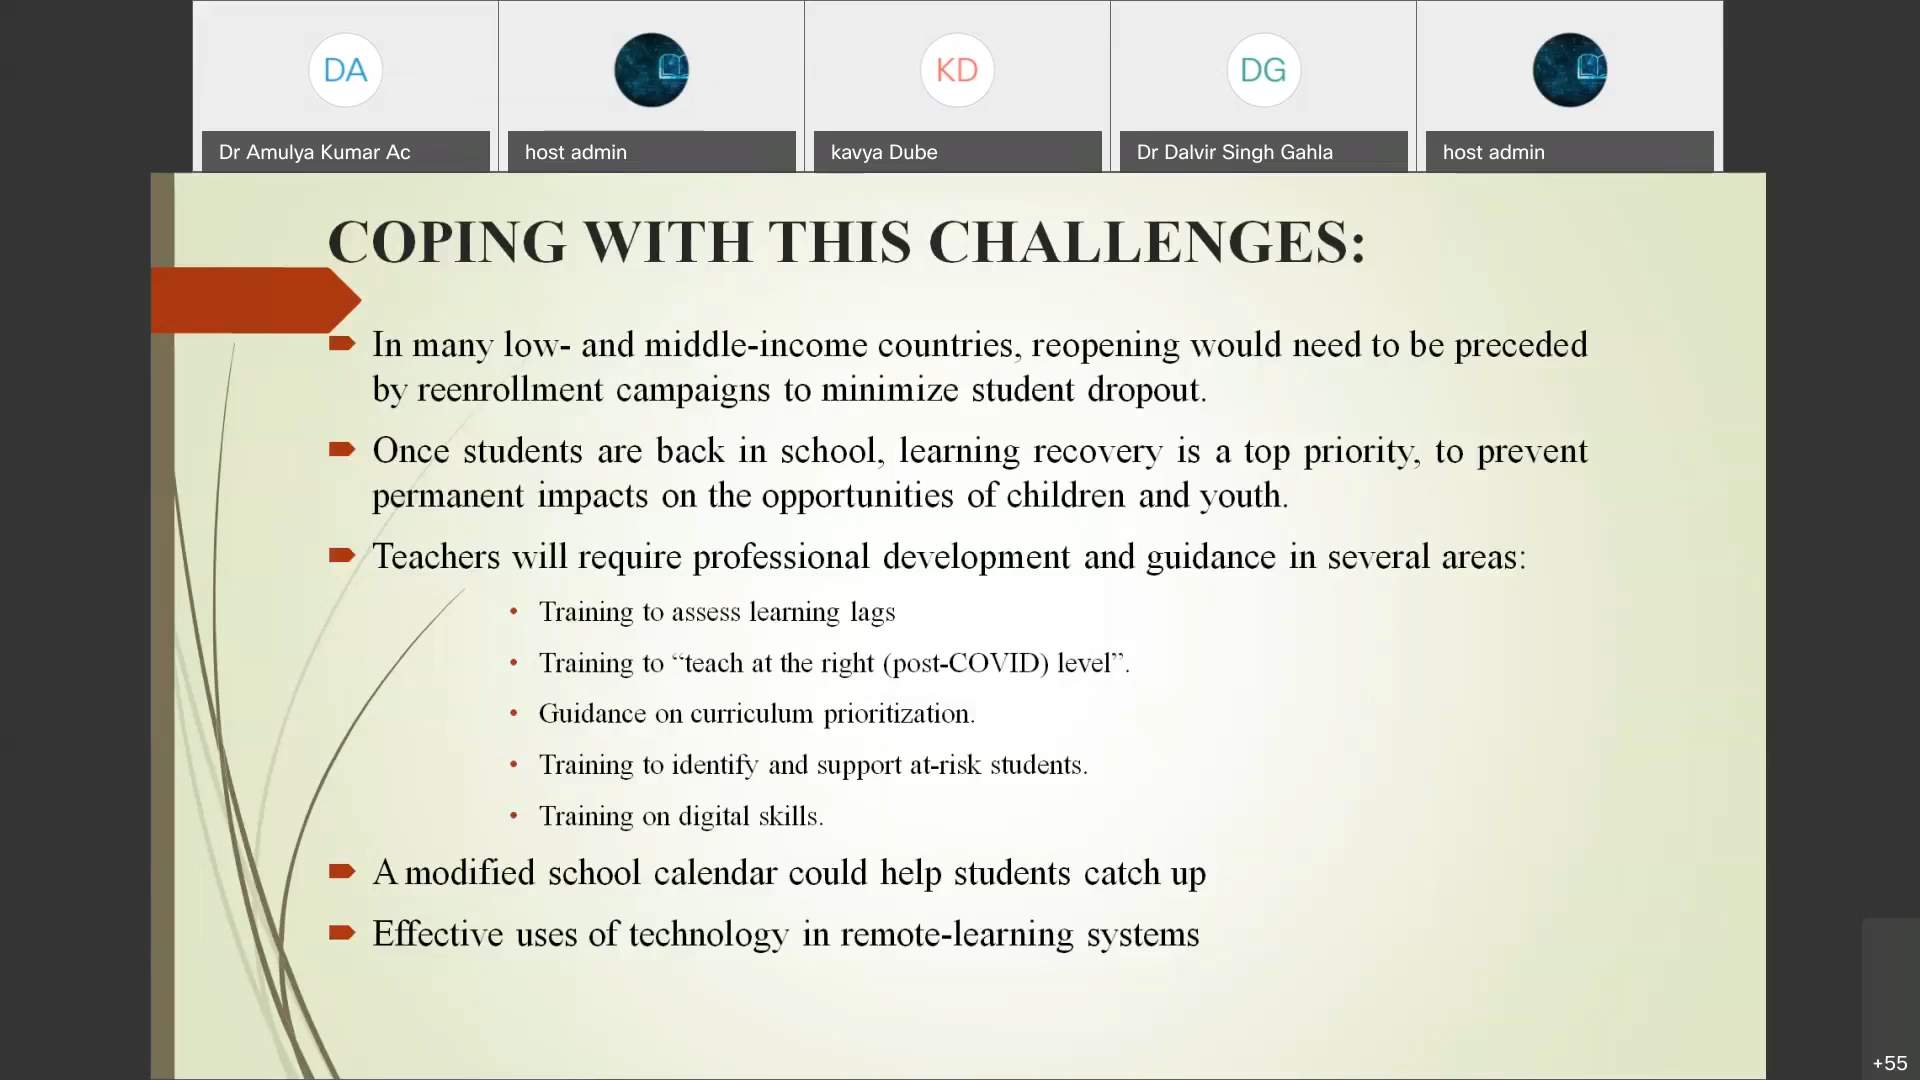 DA
KD
DG
Dr Amulya Kumar Ac
host admin
kavya Dube
Dr Dalvir Singh Gahla
host admin
COPING WITH THIS CHALLENGES:
In many low- and middle-income countries, reopening would need to be preceded
by reenrollment campaigns to minimize student dropout.
Once students are back in school, learning recovery is a top priority, to prevent
permanent impacts on the opportunities of children and youth.
Teachers will require professional development and guidance in several areas:
• Training to assess learning lags
• Training to “teach at the right (post-COVID) level”.
• Guidance on curriculum prioritization.
• Training to identify and support at-risk students.
• Training on digital skills.
A modified school calendar could help students catch up
Effective uses of technology in remote-learning systems
+55